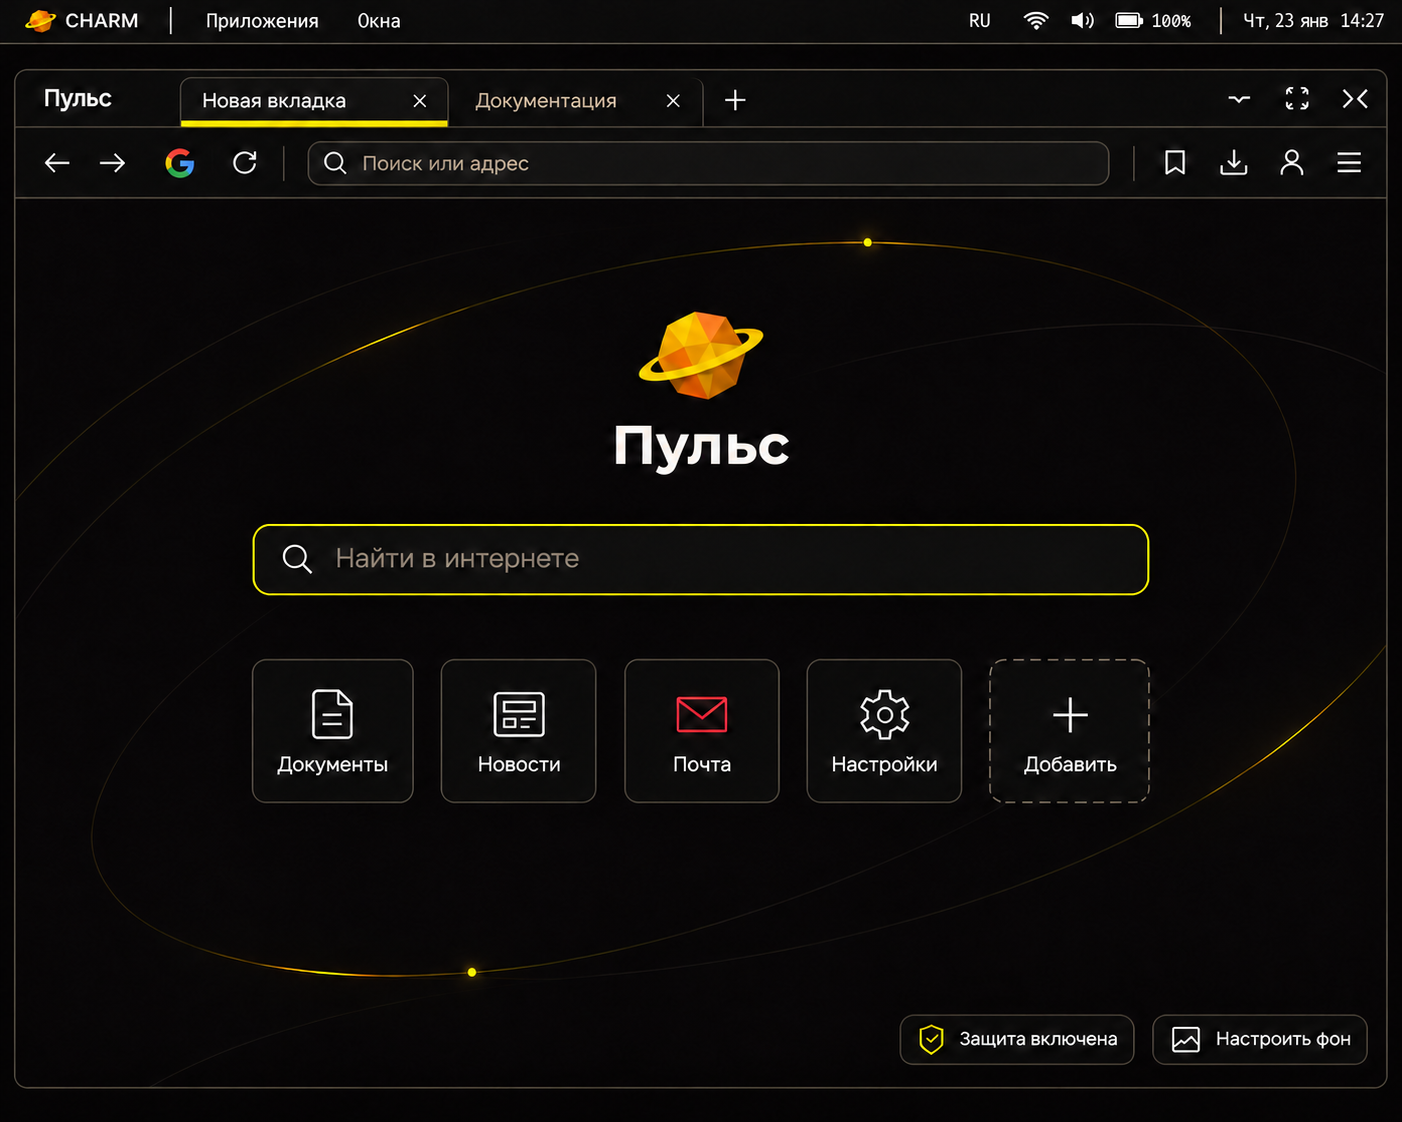 CHARM Приложения Окна RU 100% Чт, 23 янв 14:27
Пульс Новая вкладка Документация
Поиск или адрес
Пульс
Найти в интернете
Документы Новости Почта Настройки Добавить
Защита включена Настроить фон